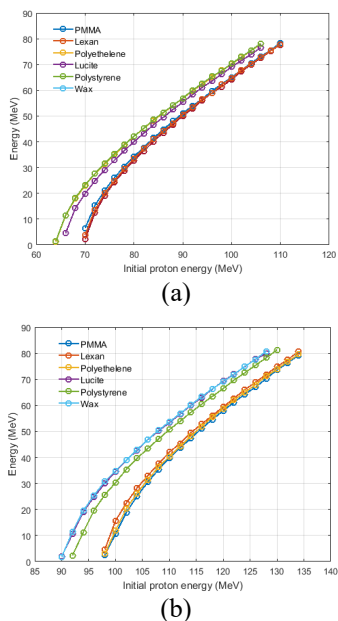 (a)
80
70
60
50
40
30
20
10
0
Energy (MeV)
PMMA
Lexan
Polyethelene
Lucite
Polystyrene
Wax
60 70 80 90 100 110 120
Initial proton energy (MeV)
(a)
90
80
70
60
50
40
30
20
10
0
Energy (MeV)
PMMA
Lexan
Polyethelene
Lucite
Polystyrene
Wax
85 90 95 100 105 110 115 120 125 130 135 140
Initial proton energy (MeV)
(b)